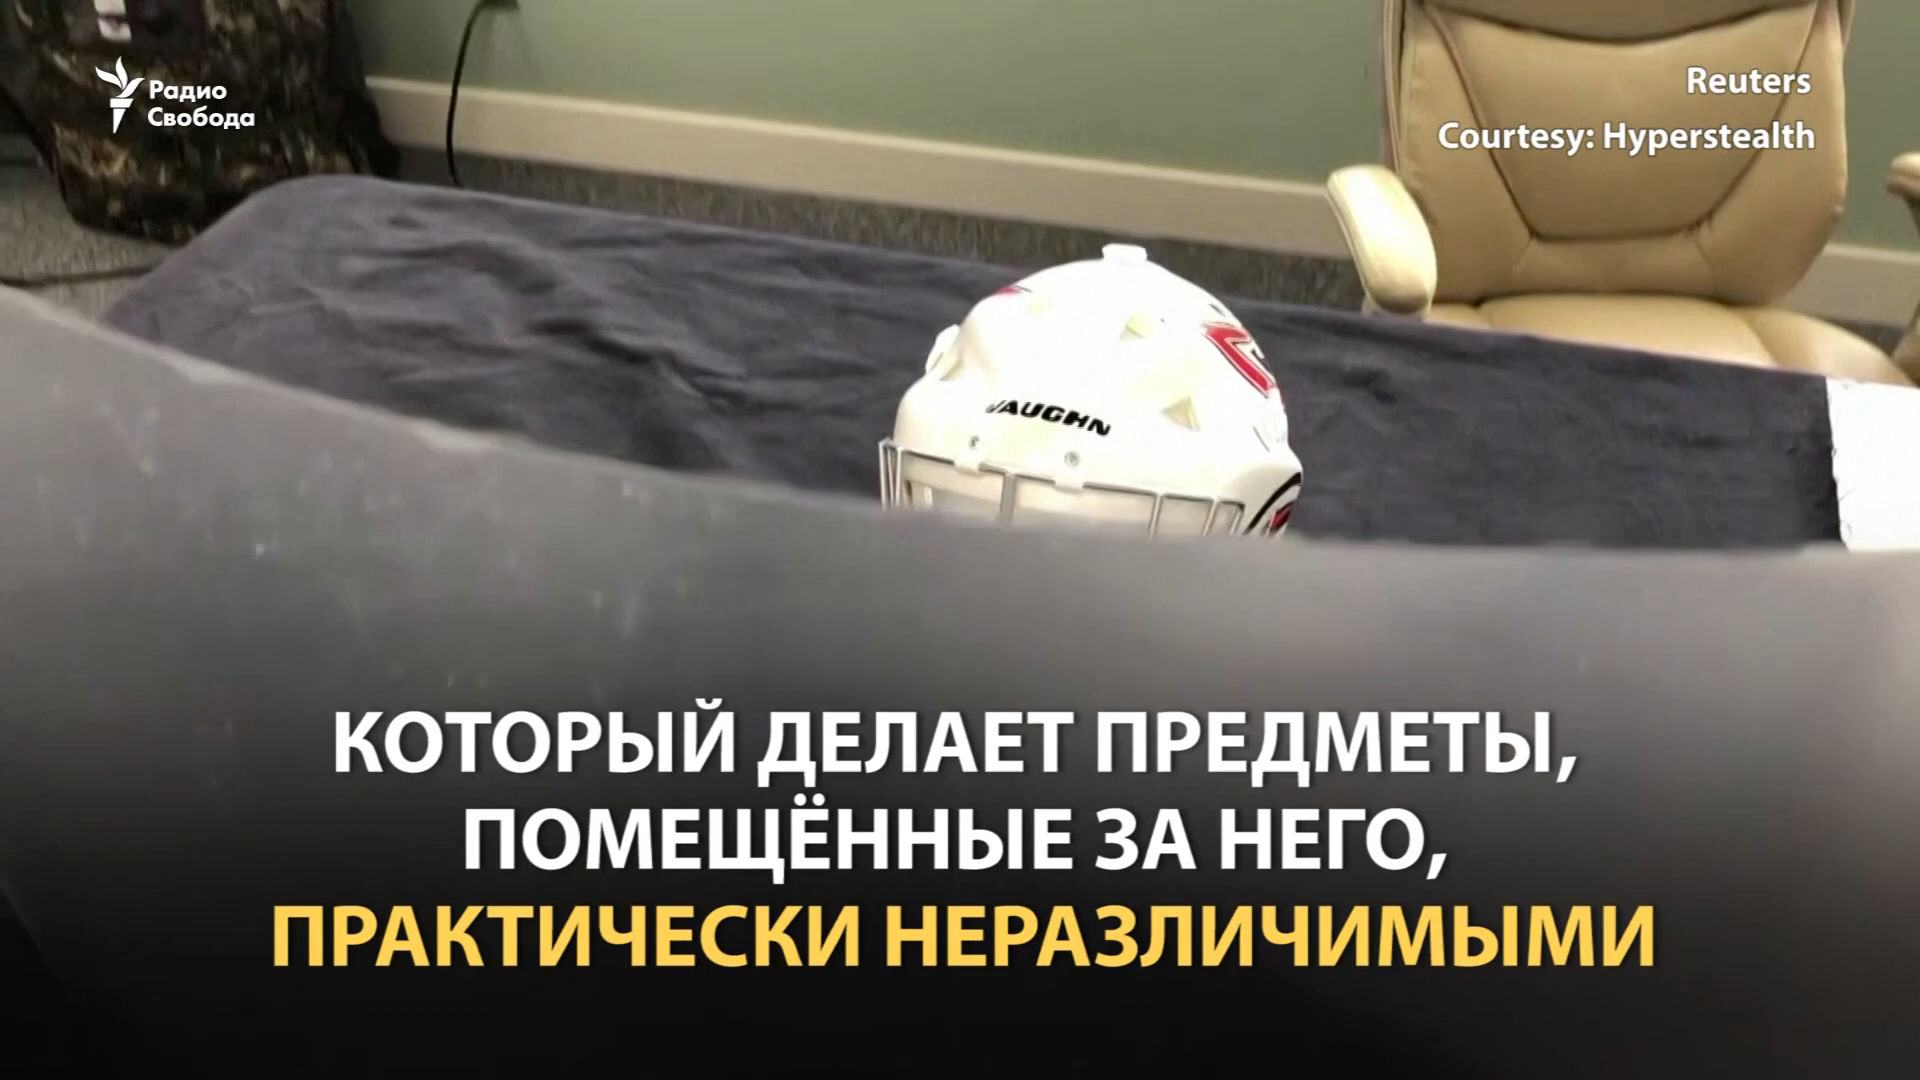 Радио
Свобода
Reuters
Courtesy: Hyperstealth
VAUGHN
КОТОРЫЙ ДЕЛАЕТ ПРЕДМЕТЫ,
ПОМЕЩЁННЫЕ ЗА НЕГО,
ПРАКТИЧЕСКИ НЕРАЗЛИЧИМЫМИ